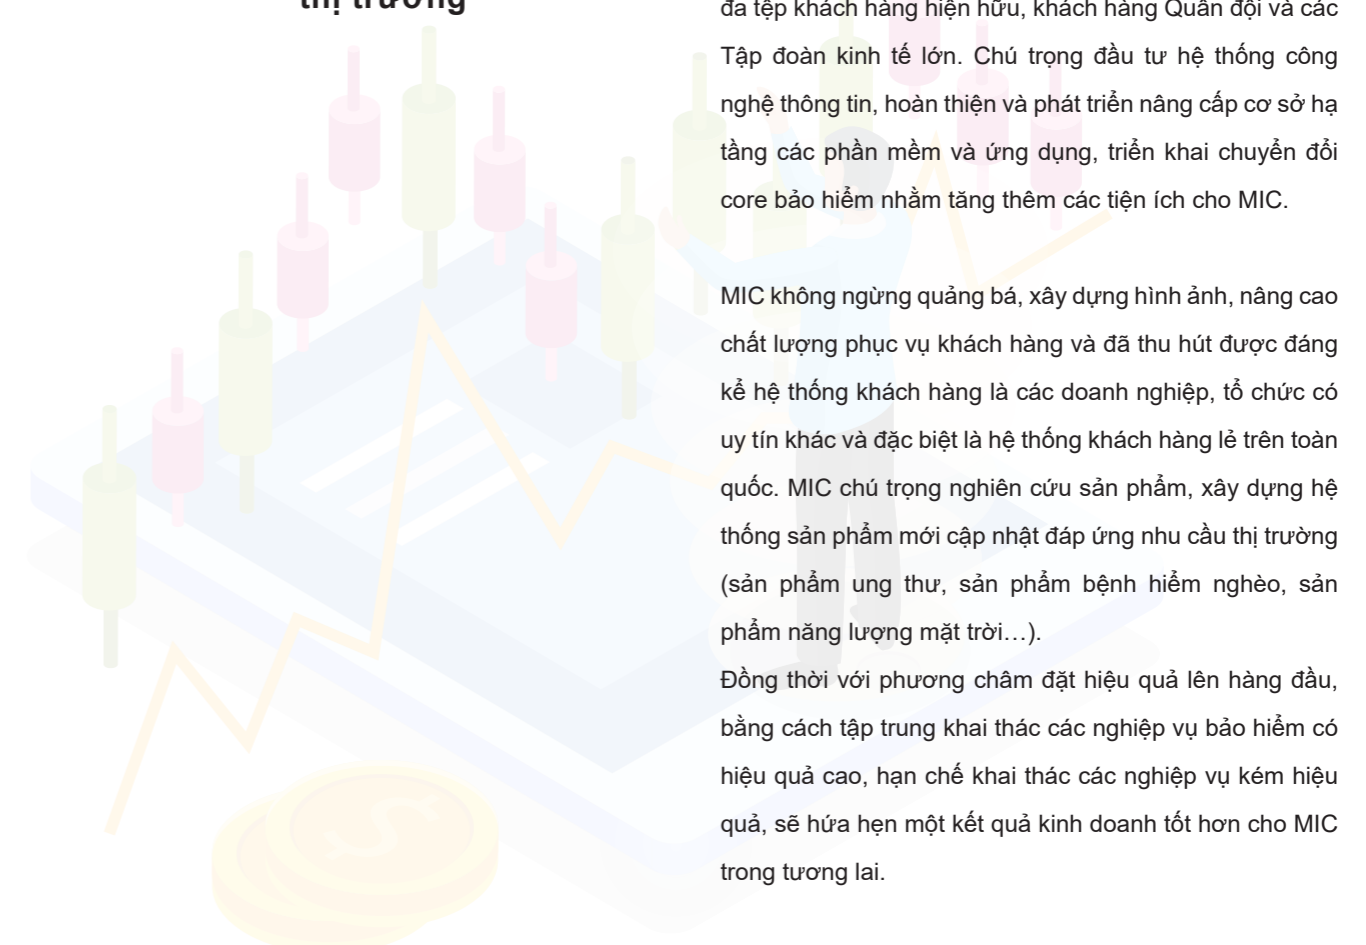 thị trường
đa tệp khách hàng hiện hữu, khách hàng Quân đội và các
Tập đoàn kinh tế lớn. Chú trọng đầu tư hệ thống công
nghệ thông tin, hoàn thiện và phát triển nâng cấp cơ sở hạ
tầng các phần mềm và ứng dụng, triển khai chuyển đổi
core bảo hiểm nhằm tăng thêm các tiện ích cho MIC.
MIC không ngừng quảng bá, xây dựng hình ảnh, nâng cao
chất lượng phục vụ khách hàng và đã thu hút được đáng
kể hệ thống khách hàng là các doanh nghiệp, tổ chức có
uy tín khác và đặc biệt là hệ thống khách hàng lẻ trên toàn
quốc. MIC chú trọng nghiên cứu sản phẩm, xây dựng hệ
thống sản phẩm mới cập nhật đáp ứng nhu cầu thị trường
(sản phẩm ung thư, sản phẩm bệnh hiểm nghèo, sản
phẩm năng lượng mặt trời…).
Đồng thời với phương châm đặt hiệu quả lên hàng đầu,
bằng cách tập trung khai thác các nghiệp vụ bảo hiểm có
hiệu quả cao, hạn chế khai thác các nghiệp vụ kém hiệu
quả, sẽ hứa hẹn một kết quả kinh doanh tốt hơn cho MIC
trong tương lai.